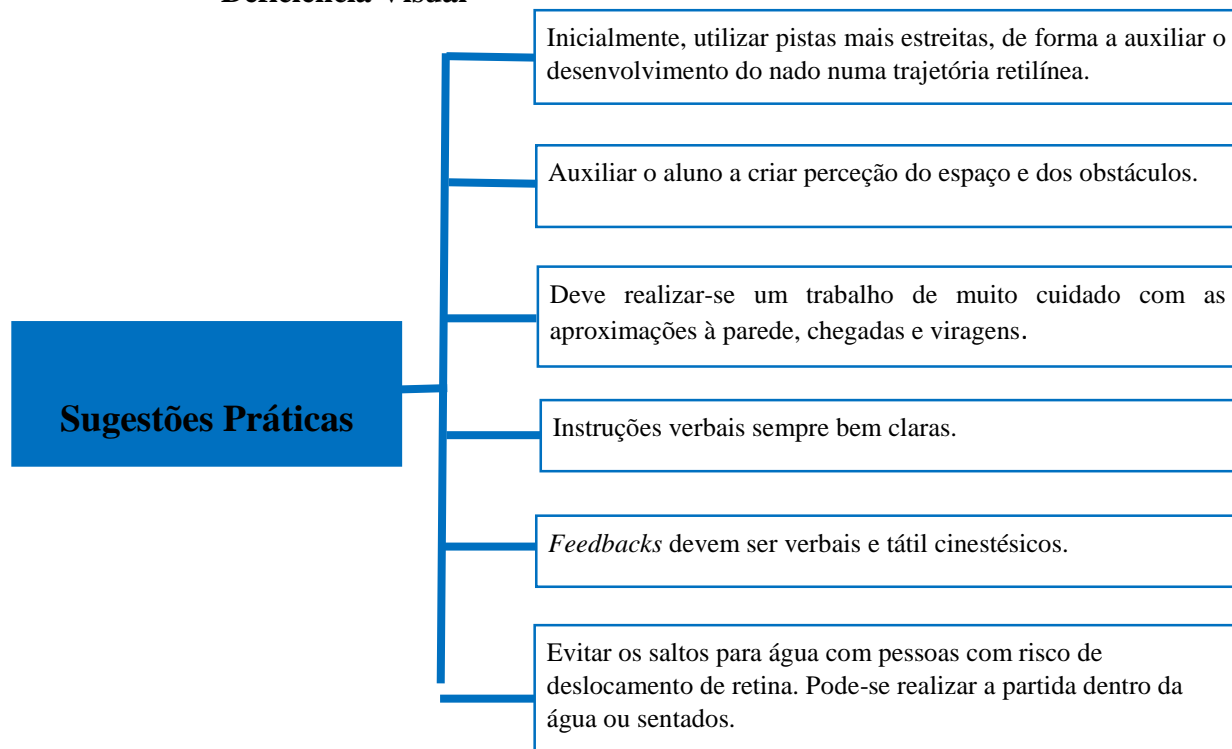 Deficiência Visual
Inicialmente, utilizar pistas mais estreitas, de forma a auxiliar o
desenvolvimento do nado numa trajetória retilínea.
Auxiliar o aluno a criar perceção do espaço e dos obstáculos.
Deve realizar-se um trabalho de muito cuidado com as
aproximações à parede, chegadas e viragens.
Sugestões Práticas
Instruções verbais sempre bem claras.
Feedbacks devem ser verbais e tátil cinestésicos.
Evitar os saltos para água com pessoas com risco de
deslocamento de retina. Pode-se realizar a partida dentro da
água ou sentados.